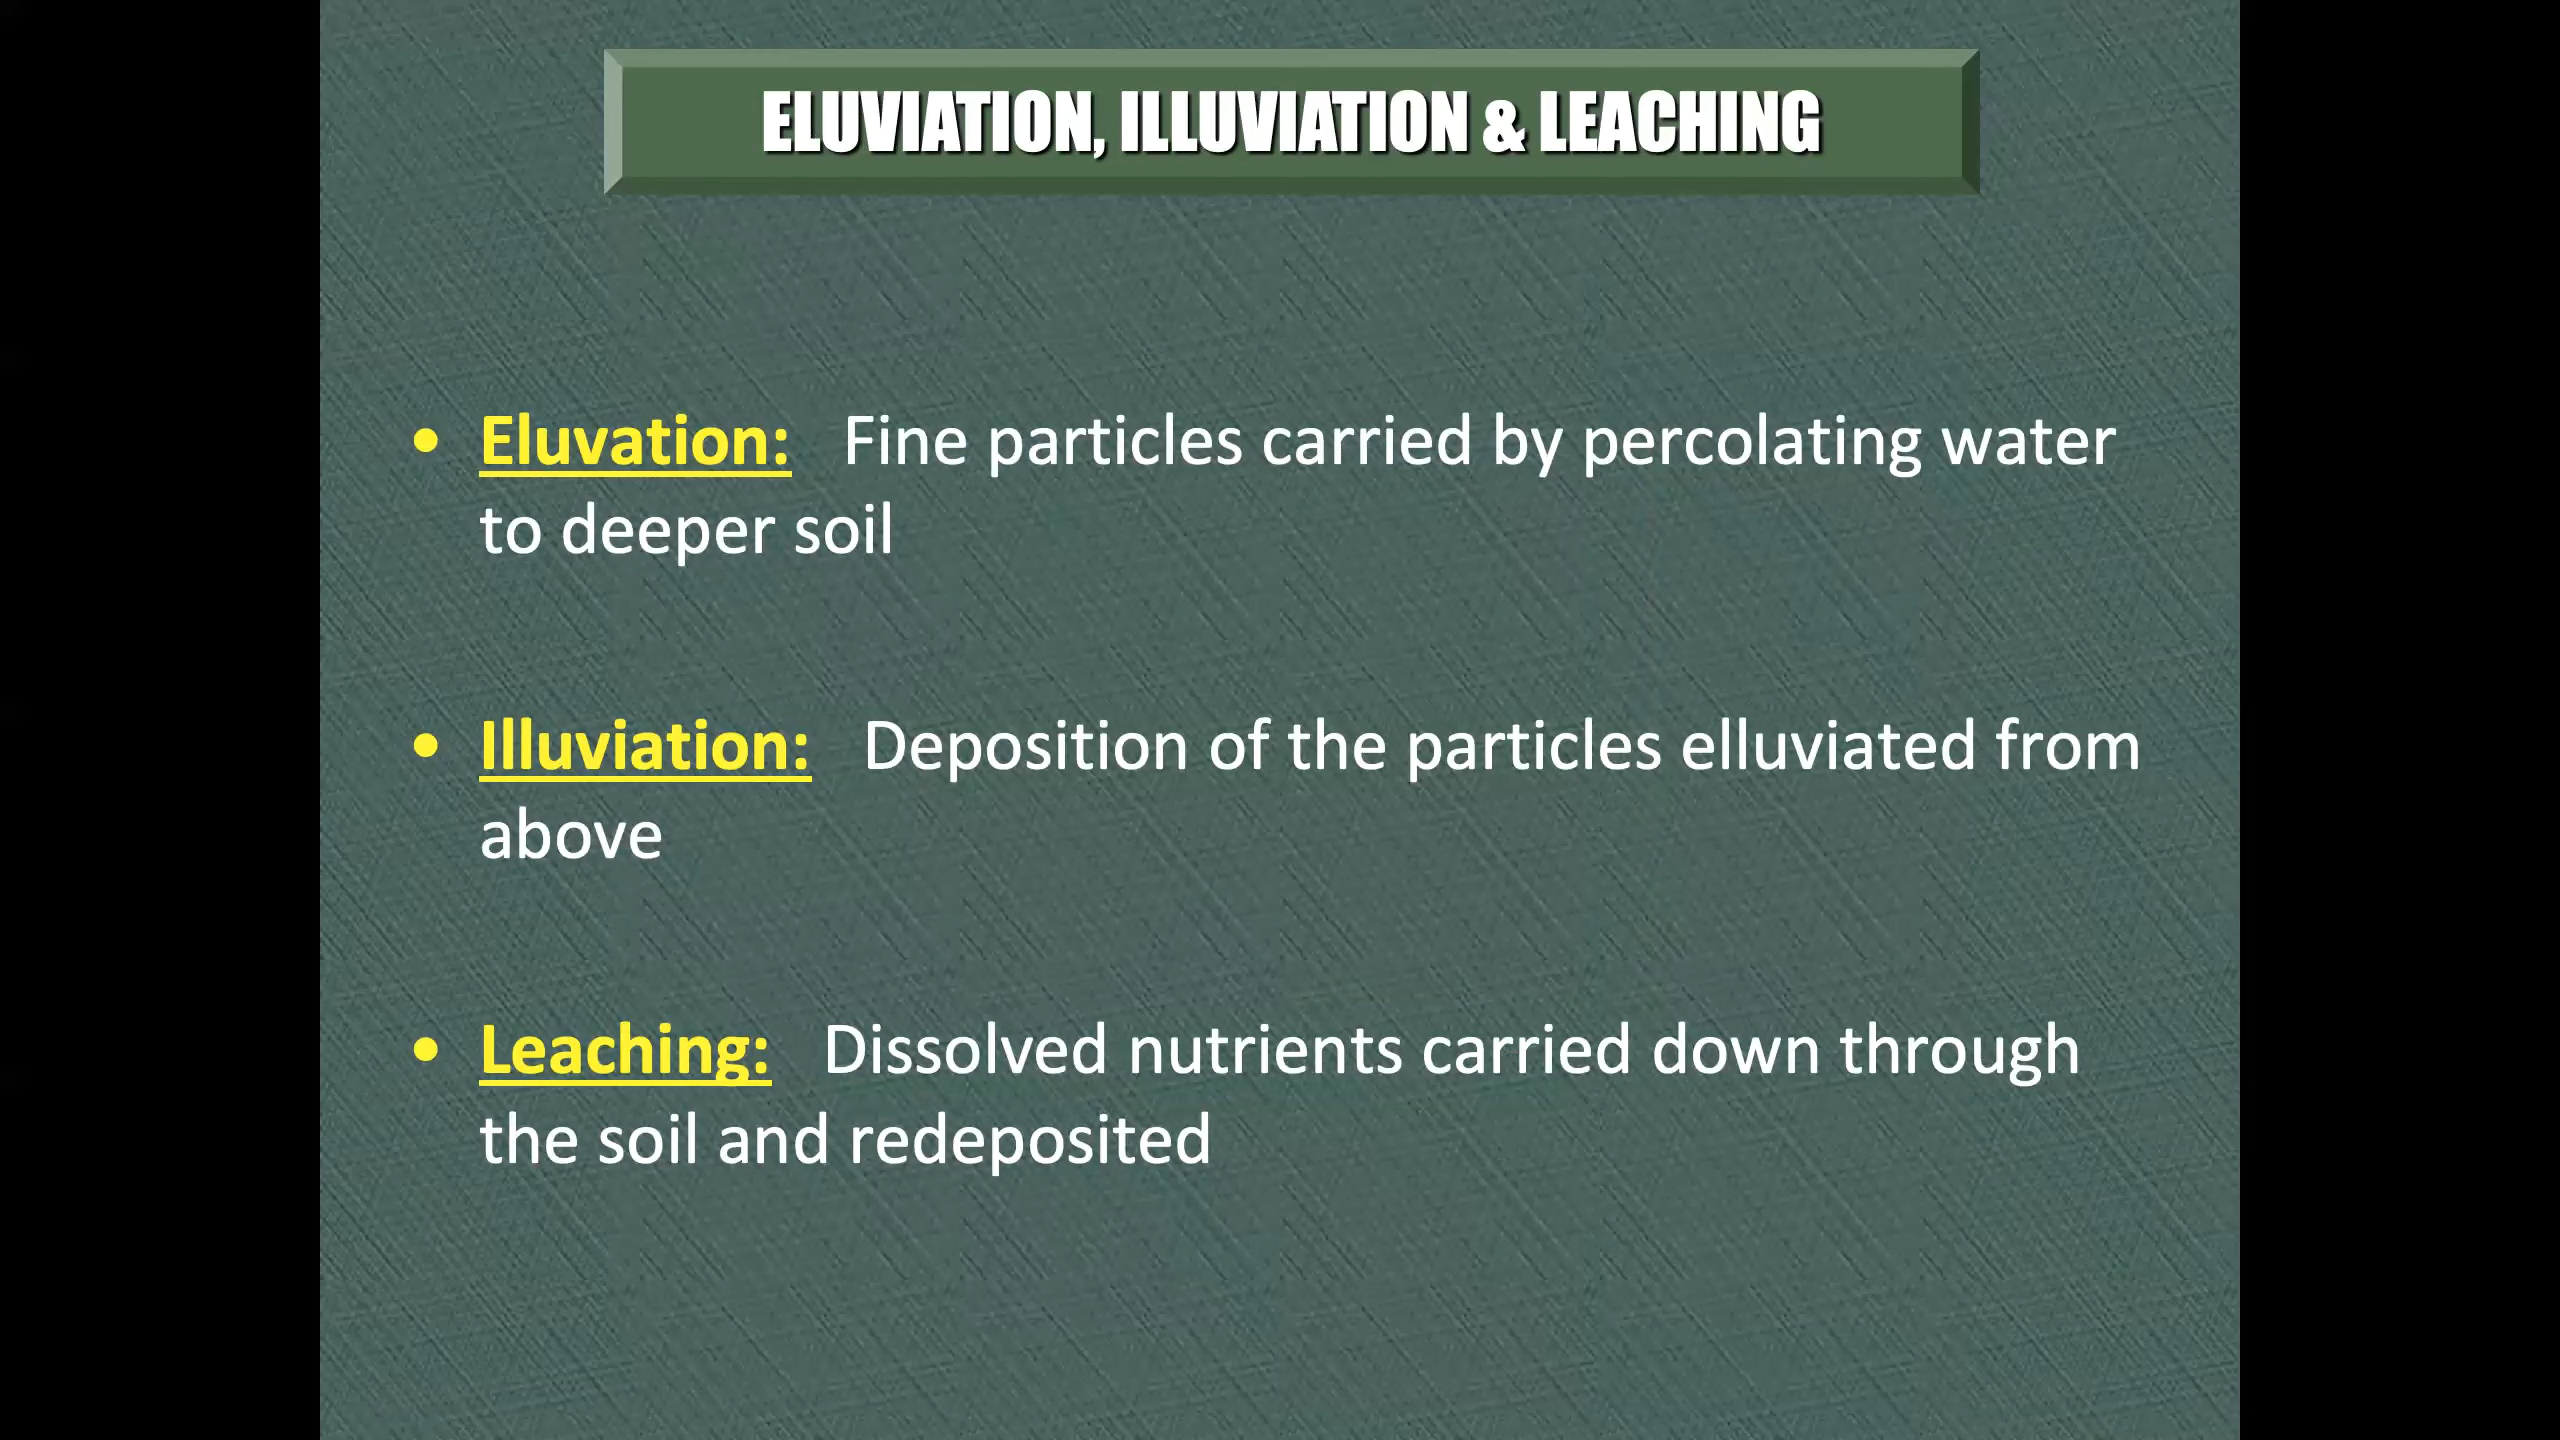 ELUVIATION, ILLUVIATION & LEACHING
• Eluvation: Fine particles carried by percolating water
to deeper soil
• Illuviation: Deposition of the particles elluviated from
above
• Leaching: Dissolved nutrients carried down through
the soil and redeposited